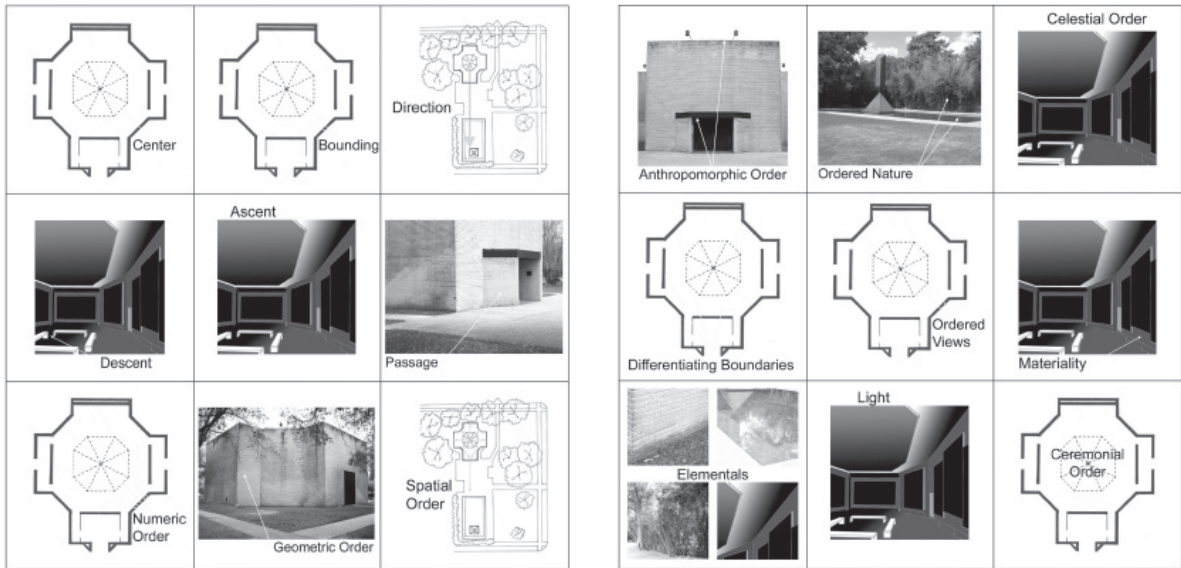 Center
Bounding
Direction
Descent
Ascent
Passage
Numeric
Order
Geometric Order
Spatial
Order
Anthropomorphic Order
Ordered Nature
Celestial Order
Differentiating Boundaries
Ordered
Views
Materiality
Elementals
Light
Ceremonial
Order